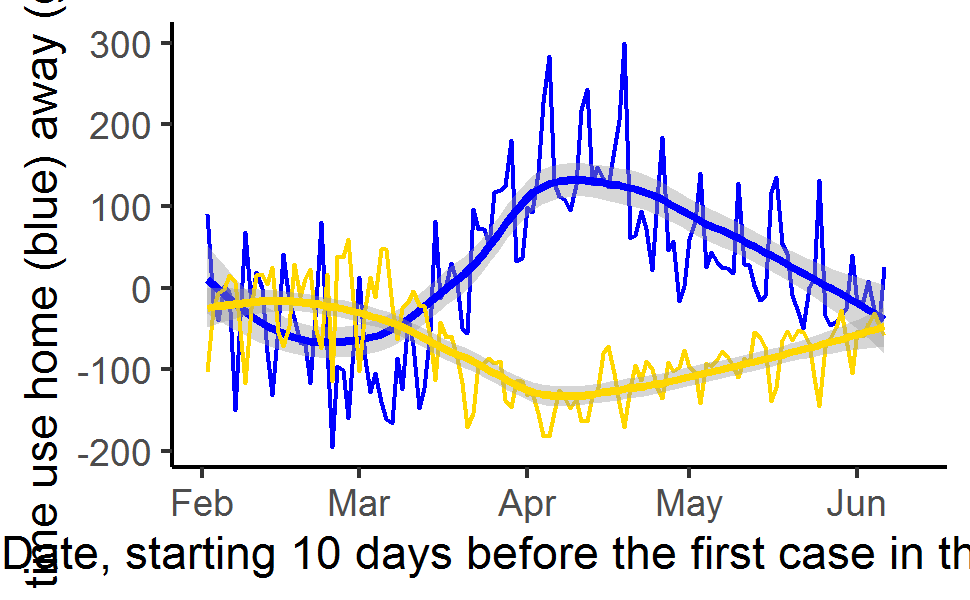 time use home (blue) away (
300
200
100
0
-100
-200
Feb Mar Apr May Jun
Date, starting 10 days before the first case in th